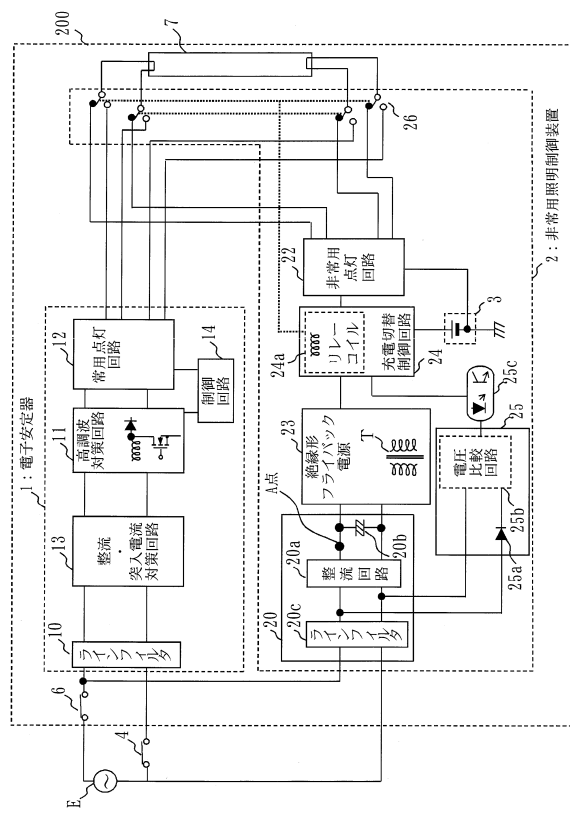 200
1：電子安定器
6
10
ラインフィルタ
13
整流
・
突入電流
対策回路
11
高調波
対策回路
12
常用点灯
回路
14
制御
回路
7
26
E
4
20
20c
ラインフィルタ
20a
整流回路
20b
A点
23
絶縁形
フライバック
電源
T
24a
リレー
コイル
充電切替
制御回路
24
22
非常用
点灯
回路
3
25c
25
電圧
比較回路
25b
25a
2：非常用照明制御装置